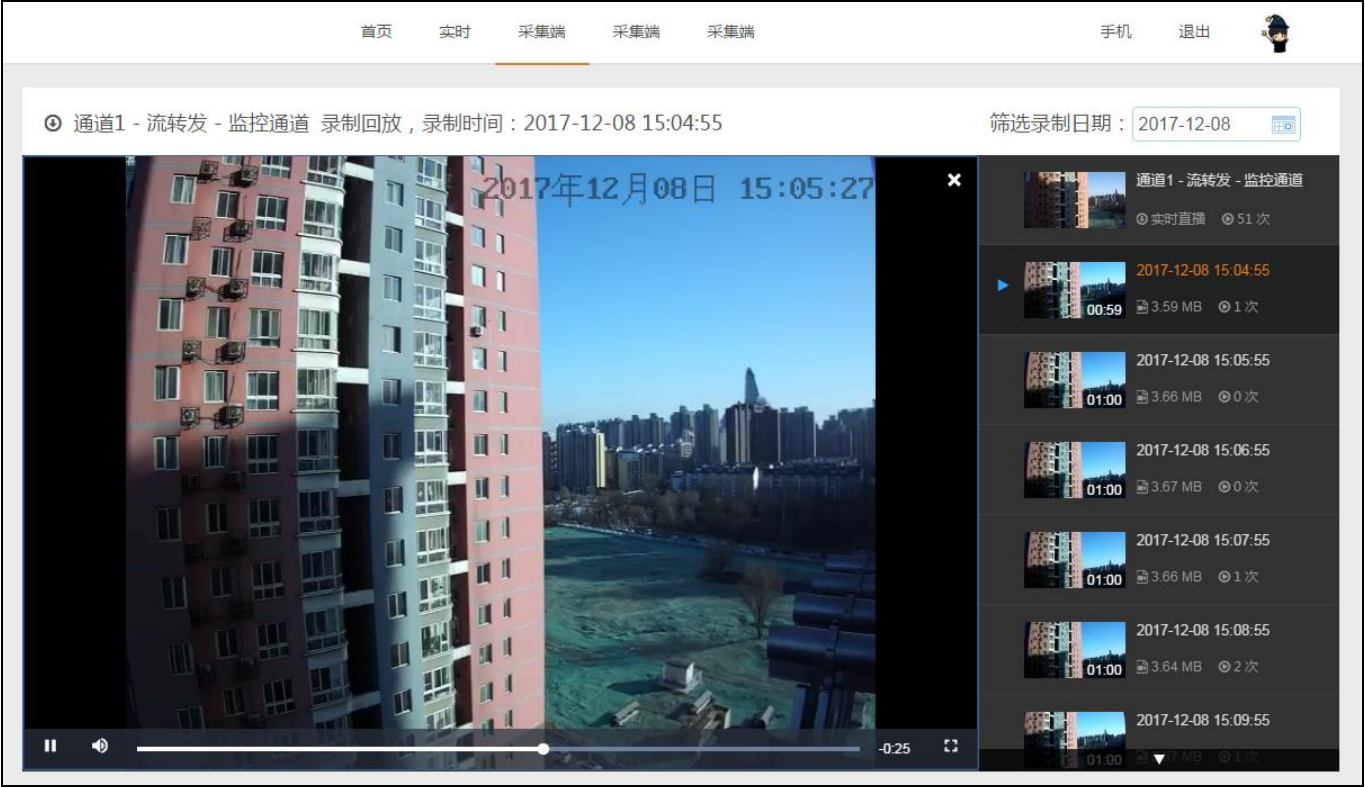 首页 实时 采集端 采集端 采集端 手机 退出
通道1 - 流转发 - 监控通道 录制回放,录制时间:2017-12-08 15:04:55
筛选录制日期: 2017-12-08
2017年12月08日 15:05:27
-0:25
通道1 - 流转发 - 监控通道
实时直播 51 次
2017-12-08 15:04:55
00:59 3.59 MB 1 次
2017-12-08 15:05:55
01:00 3.66 MB 0 次
2017-12-08 15:06:55
01:00 3.67 MB 0 次
2017-12-08 15:07:55
01:00 3.66 MB 1 次
2017-12-08 15:08:55
01:00 3.64 MB 2 次
2017-12-08 15:09:55
01:00 67 MB 1 次